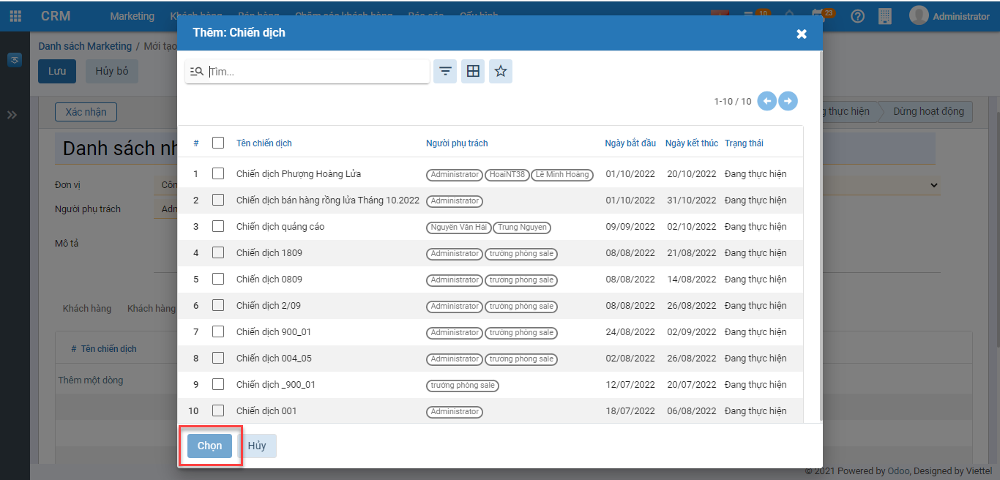 CRM Marketing Khách hàng Bán hàng Chăm sóc khách hàng Báo cáo Cấu hình 10 23 Administrator
Thêm: Chiến dịch
Danh sách Marketing / Mới tạo
Lưu Hủy bỏ
Tìm...
1-10 / 10
Xác nhận
thực hiện Dừng hoạt động
Danh sách
Đơn vị
Người phụ trách
Mô tả
Khách hàng Khách hàng
# Tên chiến dịch
Thêm một dòng
# Tên chiến dịch Người phụ trách Ngày bắt đầu Ngày kết thúc Trạng thái
1 Chiến dịch Phượng Hoàng Lửa Administrator HoaiNT38 Lê Minh Hoàng 01/10/2022 20/10/2022 Đang thực hiện
2 Chiến dịch bán hàng rồng lửa Tháng 10.2022 Administrator 01/10/2022 31/10/2022 Đang thực hiện
3 Chiến dịch quảng cáo Nguyễn Văn Hải Trung Nguyen 09/09/2022 02/10/2022 Đang thực hiện
4 Chiến dịch 1809 Administrator trưởng phòng sale 08/08/2022 21/08/2022 Đang thực hiện
5 Chiến dịch 0809 Administrator trưởng phòng sale 08/08/2022 14/08/2022 Đang thực hiện
6 Chiến dịch 2/09 Administrator trưởng phòng sale 08/08/2022 26/08/2022 Đang thực hiện
7 Chiến dịch 900_01 Administrator trưởng phòng sale 24/08/2022 02/09/2022 Đang thực hiện
8 Chiến dịch 004_05 Administrator trưởng phòng sale 02/08/2022 26/08/2022 Đang thực hiện
9 Chiến dịch _900_01 trưởng phòng sale 12/07/2022 20/07/2022 Đang thực hiện
10 Chiến dịch 001 Administrator 18/07/2022 06/08/2022 Đang thực hiện
Chọn Hủy
© 2021 Powered by Odoo, Designed by Viettel